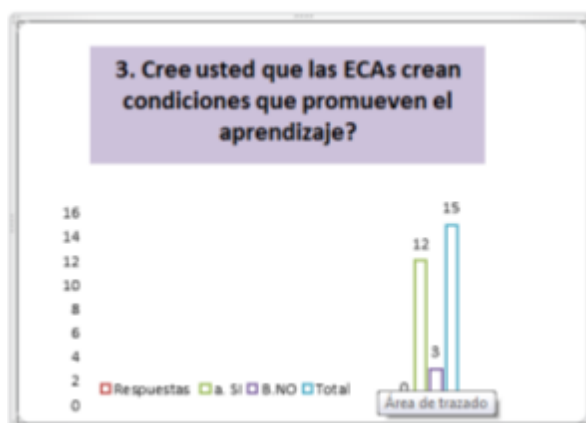 3. Cree usted que las ECAs crean
condiciones que promueven el
aprendizaje?
16
14
12
10
8
6
4
2
0
15
12
3
0
Respuestas a. SI B.NO Total
Área de trazado